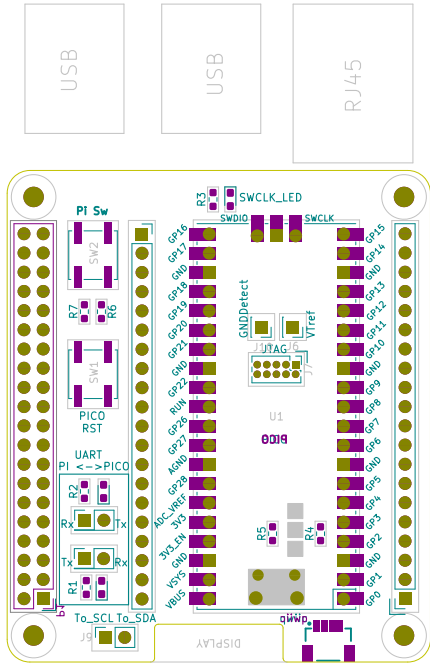 USB
USB
RJ45
Pi Sw
R3
SWCLK_LED
SWDIO
SWCLK
SW2
GP16
GP17
GND
GP18
GP19
GP20
GP21
GND
GP22
RUN
GP26
GP27
AGND
GP28
ADC_VREF
3V3
3V3_EN
GND
VSYS
VBUS
GP15
GP14
GND
GP13
GP12
GP11
GP10
GND
GP9
GP8
GP7
GP6
GND
GP5
GP4
GP3
GP2
GND
GP1
GP0
GNDDetect
VTref
R7
R6
JTAG
J6
J7
SW1
PICO
RST
U1
UART
PI <->PICO
R2
Rx
Tx
R5
R4
Tx
Rx
R1
To_SCL
To_SDA
DISPLAY